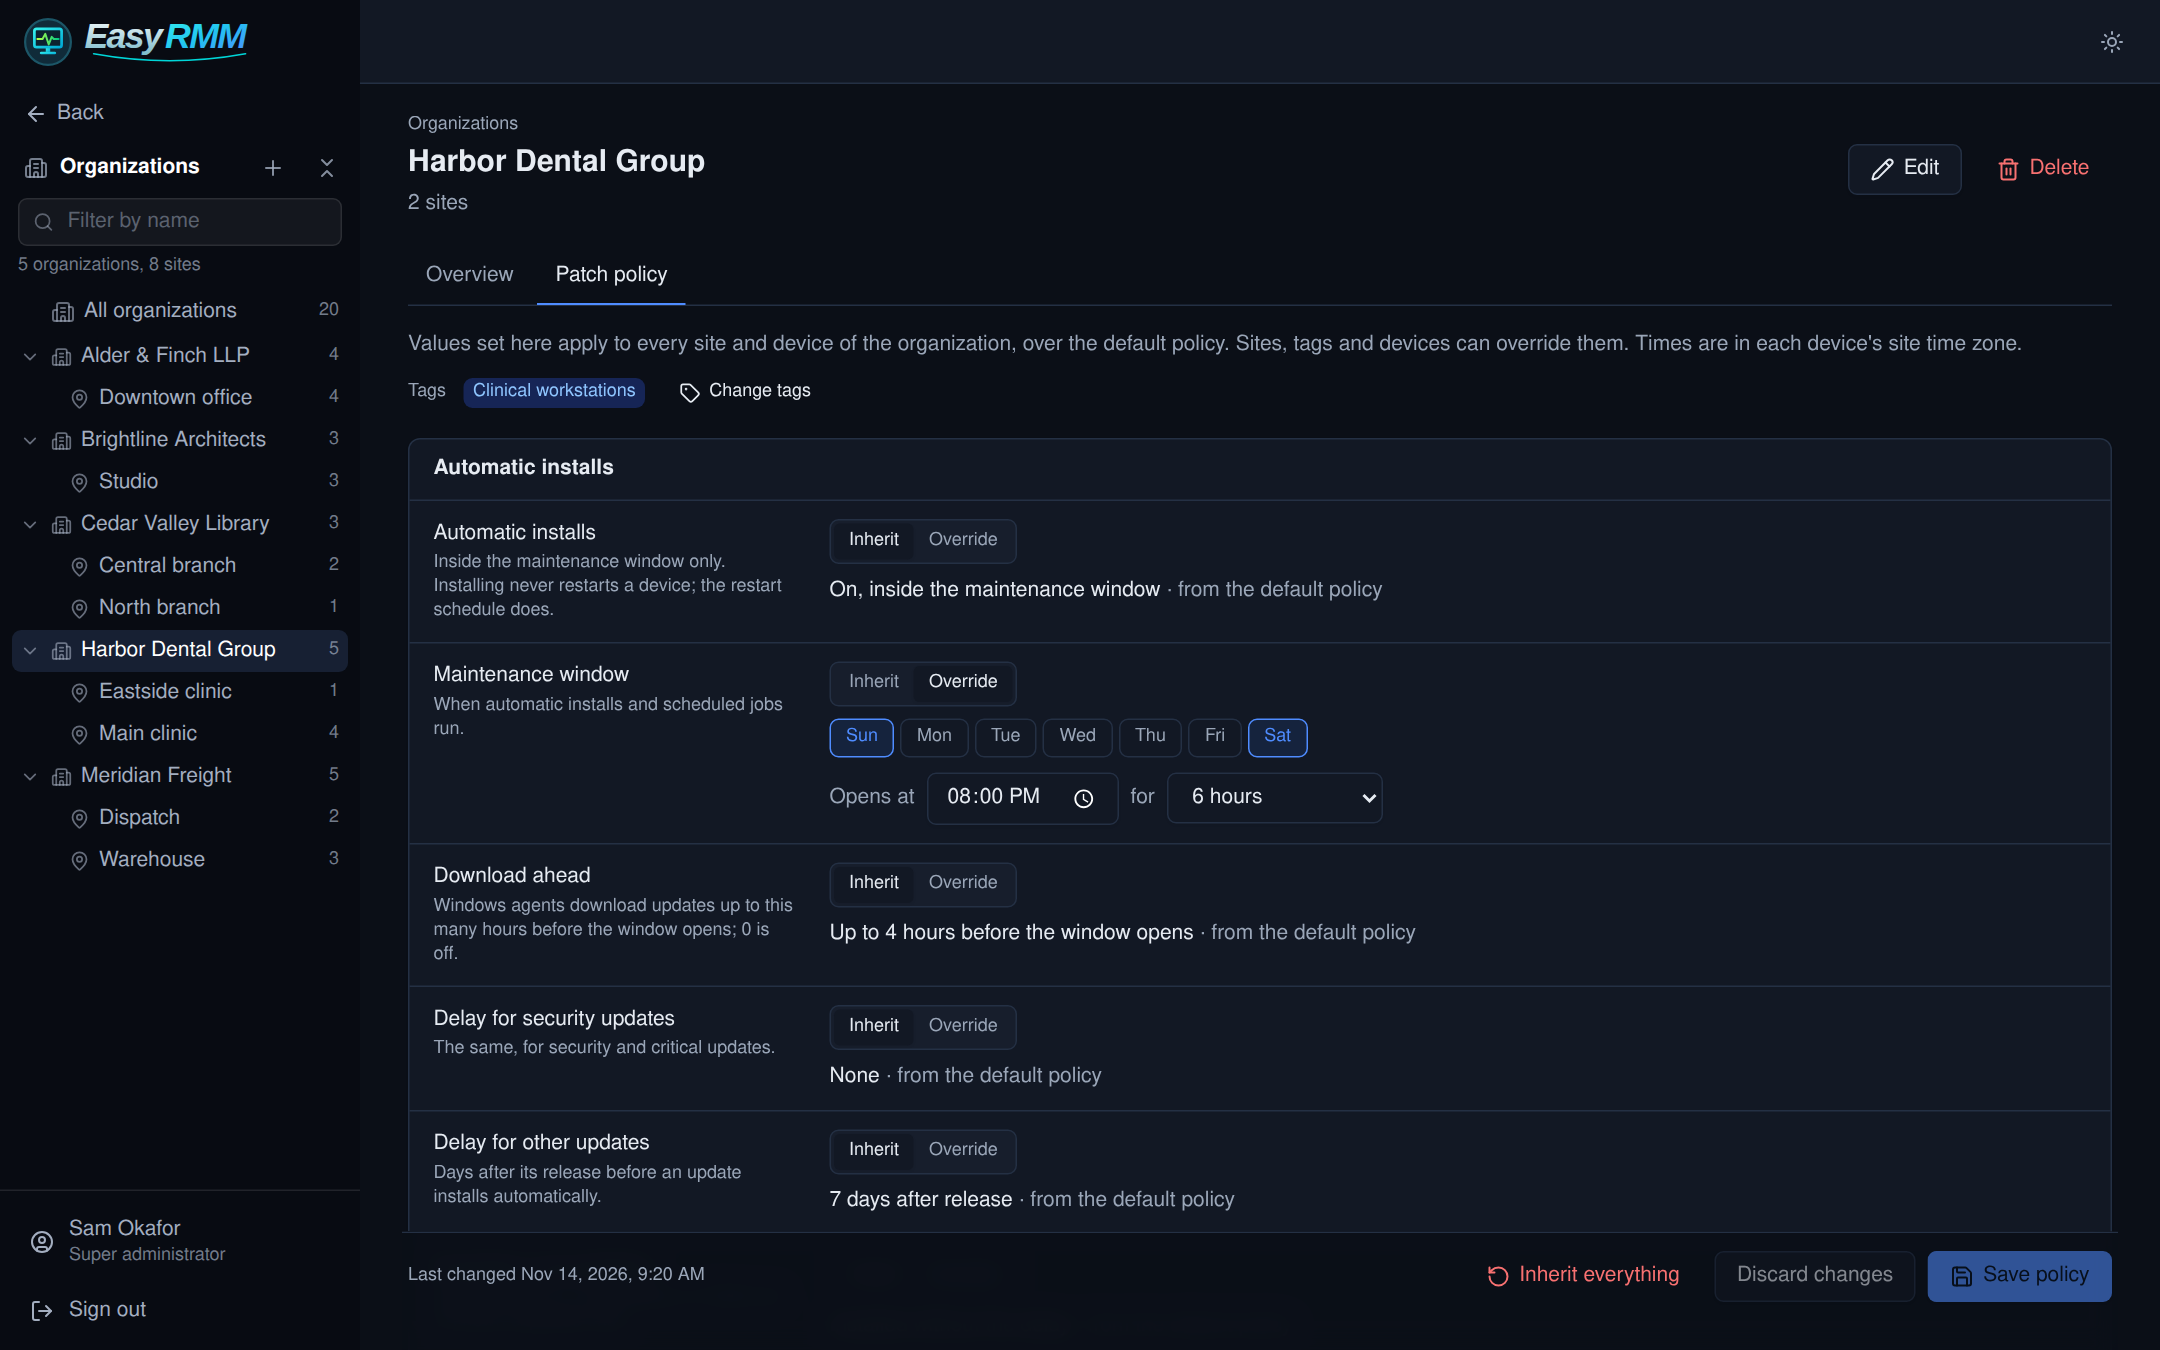 EasyRMM
Back
Organizations
Filter by name
5 organizations, 8 sites
All organizations 20
Alder & Finch LLP 4
Downtown office 4
Brightline Architects 3
Studio 3
Cedar Valley Library 3
Central branch 2
North branch 1
Harbor Dental Group 5
Eastside clinic 1
Main clinic 4
Meridian Freight 5
Dispatch 2
Warehouse 3
Sam Okafor
Super administrator
Sign out
Organizations
Harbor Dental Group
2 sites
Edit
Delete
Overview
Patch policy
Values set here apply to every site and device of the organization, over the default policy. Sites, tags and devices can override them. Times are in each device's site time zone.
Tags Clinical workstations Change tags
Automatic installs
Automatic installs
Inside the maintenance window only.
Installing never restarts a device; the restart
schedule does.
Inherit Override
On, inside the maintenance window · from the default policy
Maintenance window
When automatic installs and scheduled jobs
run.
Inherit Override
Sun Mon Tue Wed Thu Fri Sat
Opens at 08:00 PM for 6 hours
Download ahead
Windows agents download updates up to this
many hours before the window opens; 0 is
off.
Inherit Override
Up to 4 hours before the window opens · from the default policy
Delay for security updates
The same, for security and critical updates.
Inherit Override
None · from the default policy
Delay for other updates
Days after its release before an update
installs automatically.
Inherit Override
7 days after release · from the default policy
Last changed Nov 14, 2026, 9:20 AM
Inherit everything
Discard changes
Save policy